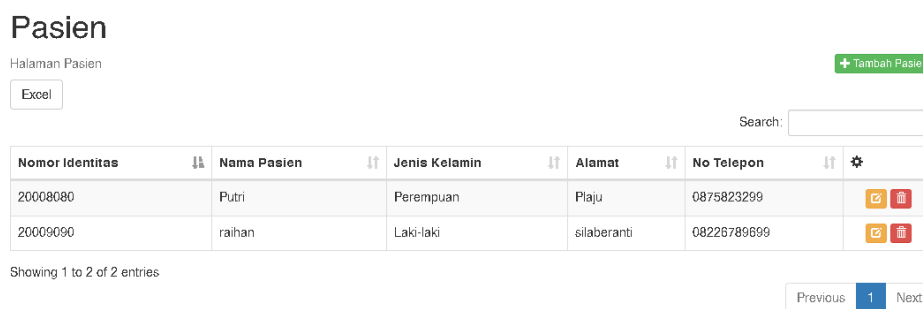 Pasien
Halaman Pasien
Tambah Pasie
Excel
Search:
Nomor Identitas Nama Pasien Jenis Kelamin Alamat No Telepon
20008080 Putri Perempuan Plaju 0875823299
20009090 raihan Laki-laki silaberanti 08226789699
Showing 1 to 2 of 2 entries
Previous 1 Next